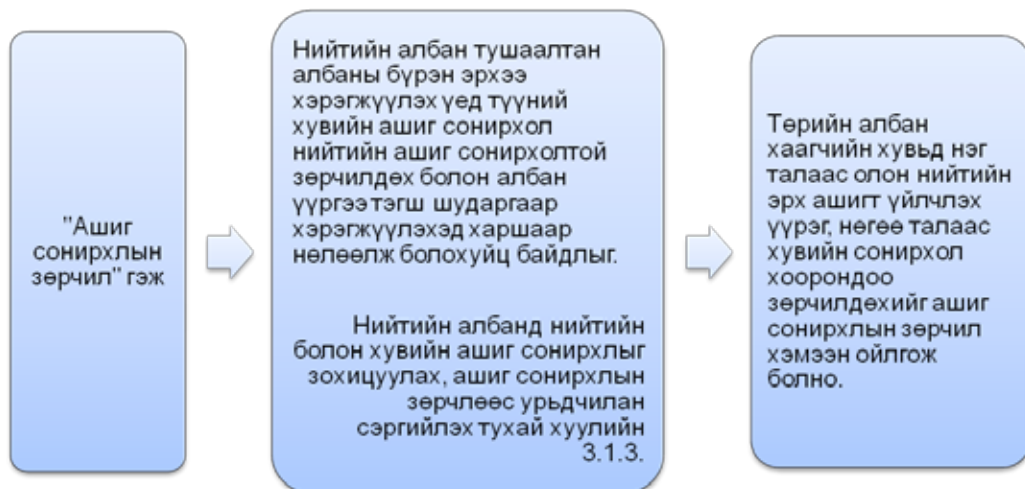 "Ашиг
сонирхлын
зөрчил" гэж
Нийтийн албан тушаалтан
албаны бүрэн эрхээ
хэрэгжүүлэх үед түүний
хувийн ашиг сонирхол
нийтийн ашиг сонирхолтой
зөрчилдөх болон албан
үүргээ тэгш шударгаар
хэрэгжүүлэхэд харшаар
нөлөөлж болохуйц байдлыг.
Нийтийн албанд нийтийн
болон хувийн ашиг сонирхлыг
зохицуулах, ашиг сонирхлын
зөрчлөөс урьдчилан
сэргийлэх тухай хуулийн
3.1.3.
Төрийн албан
хаагчийн хувьд нэг
талаас олон нийтийн
эрх ашигт үйлчлэх
үүрэг, нөгөө талаас
хувийн сонирхол
хоорондоо
зөрчилдөхийг ашиг
сонирхлын зөрчил
хэмээн ойлгож
болно.